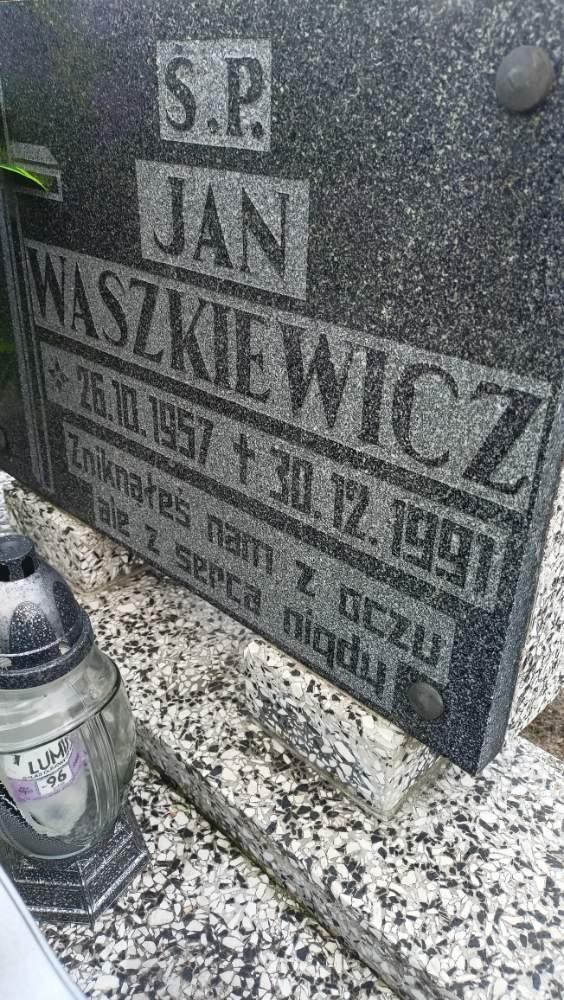 Ś.P.
JAN
WASZKIEWICZ
* 26.10.1957 † 30.12.1991
Zniknąłeś nam z oczu
ale z serca nigdy
LUMI
-96